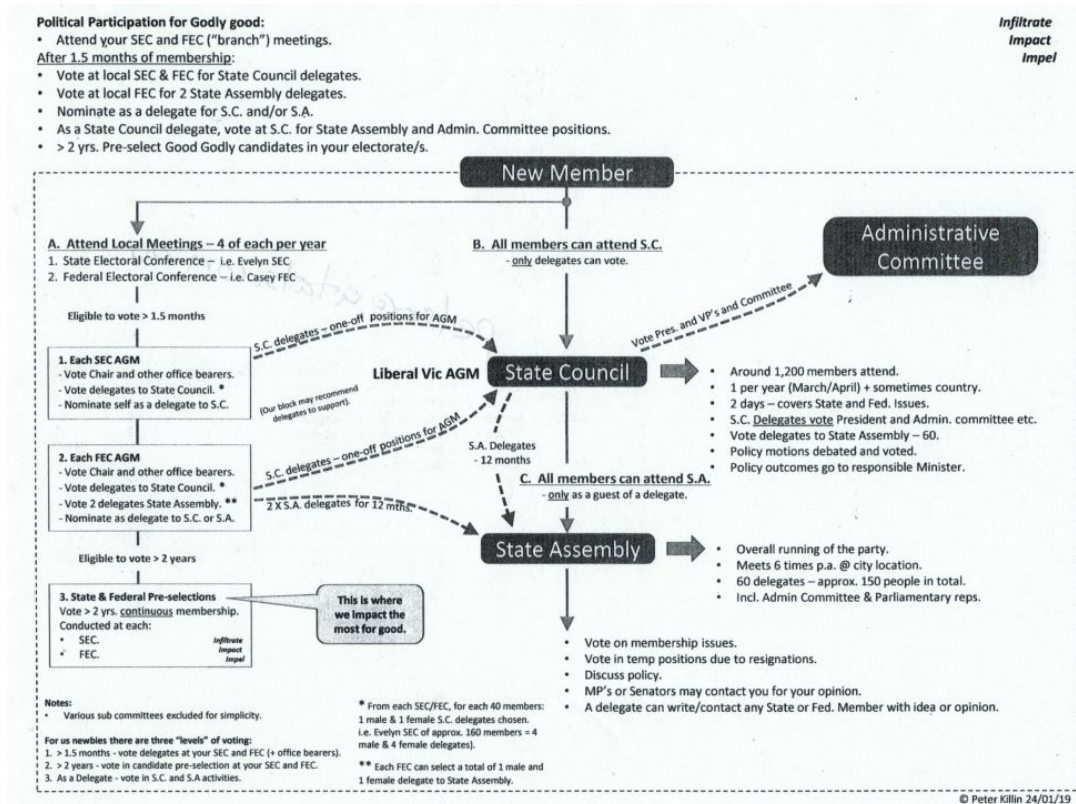 Political Participation for Godly good:
• Attend your SEC and FEC ("branch") meetings.
After 1.5 months of membership:
• Vote at local SEC & FEC for State Council delegates.
• Vote at local FEC for 2 State Assembly delegates.
• Nominate as a delegate for S.C. and/or S.A.
• As a State Council delegate, vote at S.C. for State Assembly and Admin. Committee positions.
• > 2 yrs. Pre-select Good Godly candidates in your electorate/s.
Infiltrate
Impact
Impel
New Member
A. Attend Local Meetings – 4 of each per year
1. State Electoral Conference – i.e. Evelyn SEC
2. Federal Electoral Conference – i.e. Casey FEC
Eligible to vote > 1.5 months
1. Each SEC AGM
- Vote Chair and other office bearers.
- Vote delegates to State Council. *
- Nominate self as a delegate to S.C.
2. Each FEC AGM
- Vote Chair and other office bearers.
- Vote delegates to State Council. *
- Vote 2 delegates State Assembly. **
- Nominate as delegate to S.C. or S.A.
Eligible to vote > 2 years
3. State & Federal Pre-selections
Vote > 2 yrs. continuous membership.
Conducted at each:
• SEC.
• FEC.
Infiltrate
Impact
Impel
This is where
we impact the
most for good.
S.C. delegates – one-off positions for AGM
(Our block may recommend
delegates to support).
S.C. delegates – one-off positions for AGM
2 X S.A. delegates for 12 mths.
B. All members can attend S.C.
- only delegates can vote.
Liberal Vic AGM
State Council
S.A. Delegates
- 12 months
C. All members can attend S.A.
- only as a guest of a delegate.
State Assembly
Vote Pres. and VP's and Committee
Administrative
Committee
• Around 1,200 members attend.
• 1 per year (March/April) + sometimes country.
• 2 days – covers State and Fed. Issues.
• S.C. Delegates vote President and Admin. committee etc.
• Vote delegates to State Assembly – 60.
• Policy motions debated and voted.
• Policy outcomes go to responsible Minister.
• Overall running of the party.
• Meets 6 times p.a. @ city location.
• 60 delegates – approx. 150 people in total.
• Incl. Admin Committee & Parliamentary reps.
• Vote on membership issues.
• Vote in temp positions due to resignations.
• Discuss policy.
• MP's or Senators may contact you for your opinion.
• A delegate can write/contact any State or Fed. Member with idea or opinion.
Notes:
• Various sub committees excluded for simplicity.
For us newbies there are three "levels" of voting:
1. > 1.5 months - vote delegates at your SEC and FEC (+ office bearers).
2. > 2 years - vote in candidate pre-selection at your SEC and FEC.
3. As a Delegate - vote in S.C. and S.A activities.
* From each SEC/FEC, for each 40 members:
1 male & 1 female S.C. delegates chosen.
i.e. Evelyn SEC of approx. 160 members = 4
male & 4 female delegates).
** Each FEC can select a total of 1 male and
1 female delegate to State Assembly.
© Peter Killin 24/01/19